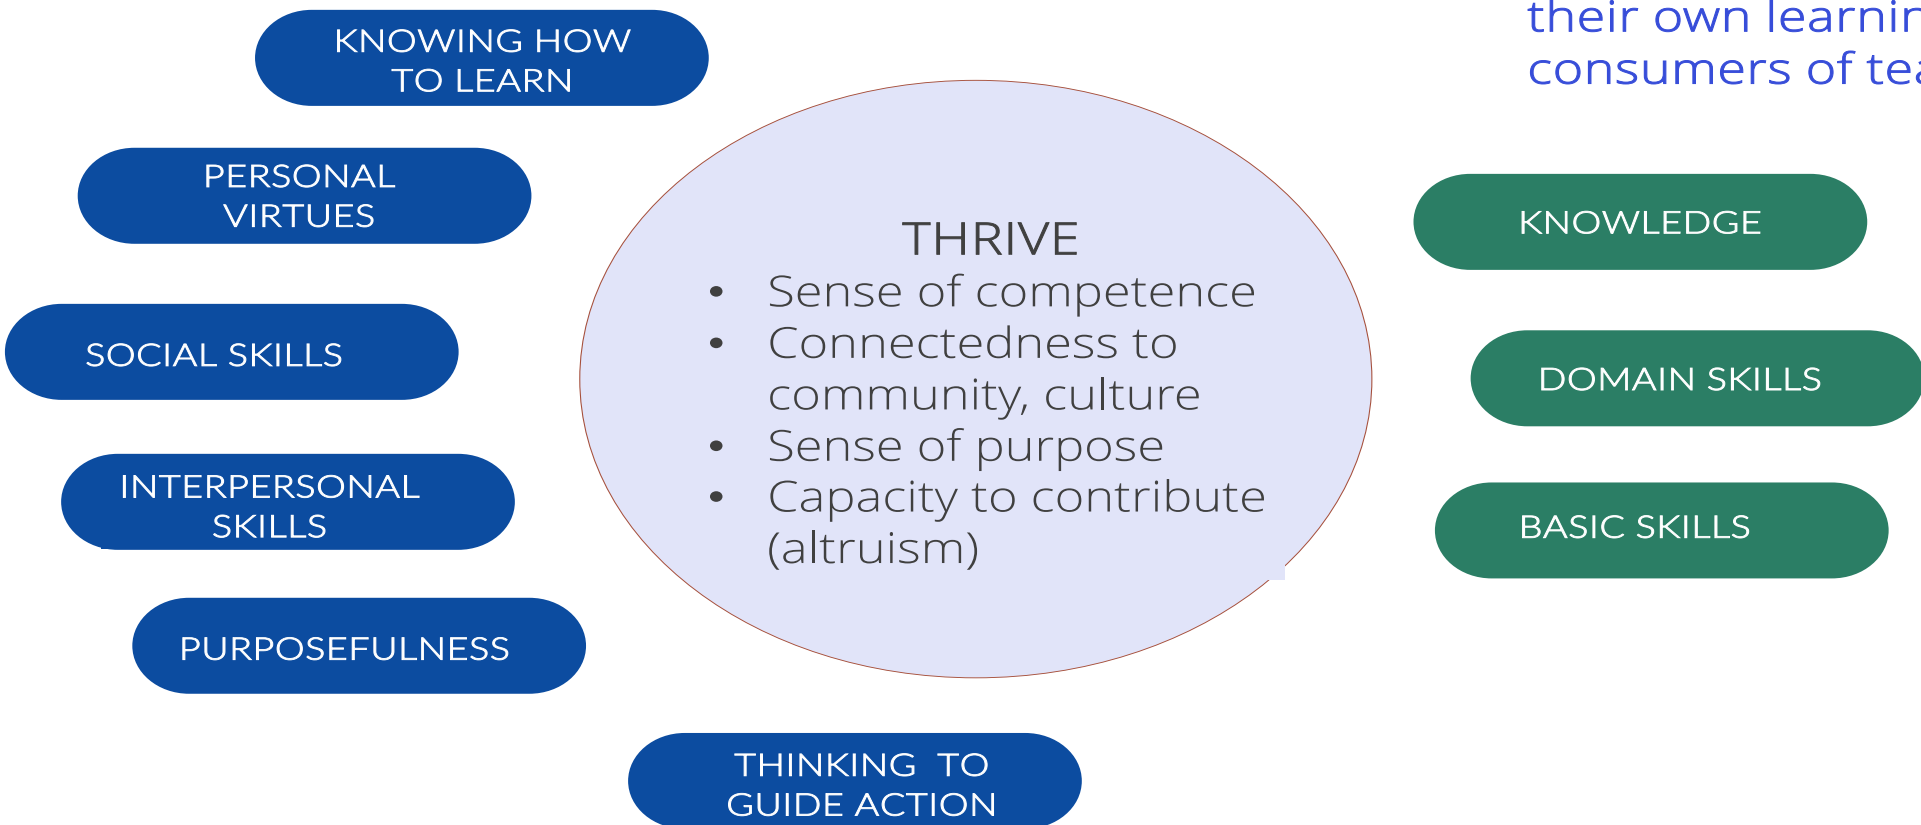 KNOWING HOW
TO LEARN
PERSONAL
VIRTUES
SOCIAL SKILLS
INTERPERSONAL
SKILLS
PURPOSEFULNESS
THINKING TO
GUIDE ACTION
THRIVE
• Sense of competence
• Connectedness to
community, culture
• Sense of purpose
• Capacity to contribute
(altruism)
their own
consumers of
KNOWLEDGE
DOMAIN SKILLS
BASIC SKILLS